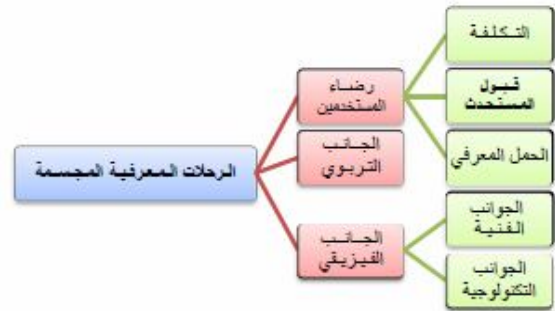 التكلفة
رضاء
المستخدمين
قبول
المستحدث
الجانب
التربوي
الحمل المعرفي
الرحلات المعرفية المجسمة
الجوانب
الفنية
الجانب
الفيزيقي
الجوانب
التكنولوجية